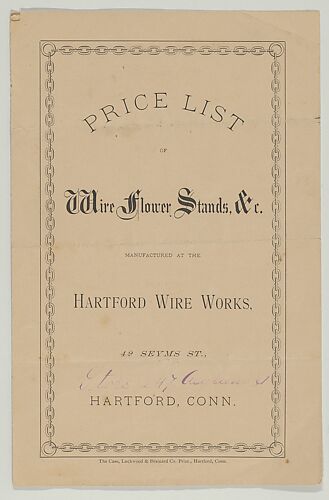 PRICE LIST
OF
Wire Flower Stands, &c.
MANUFACTURED AT THE
HARTFORD WIRE WORKS,
49 SEYMS ST.,
HARTFORD, CONN.
The Case, Lockwood & Brainard Co. Print., Hartford, Conn.